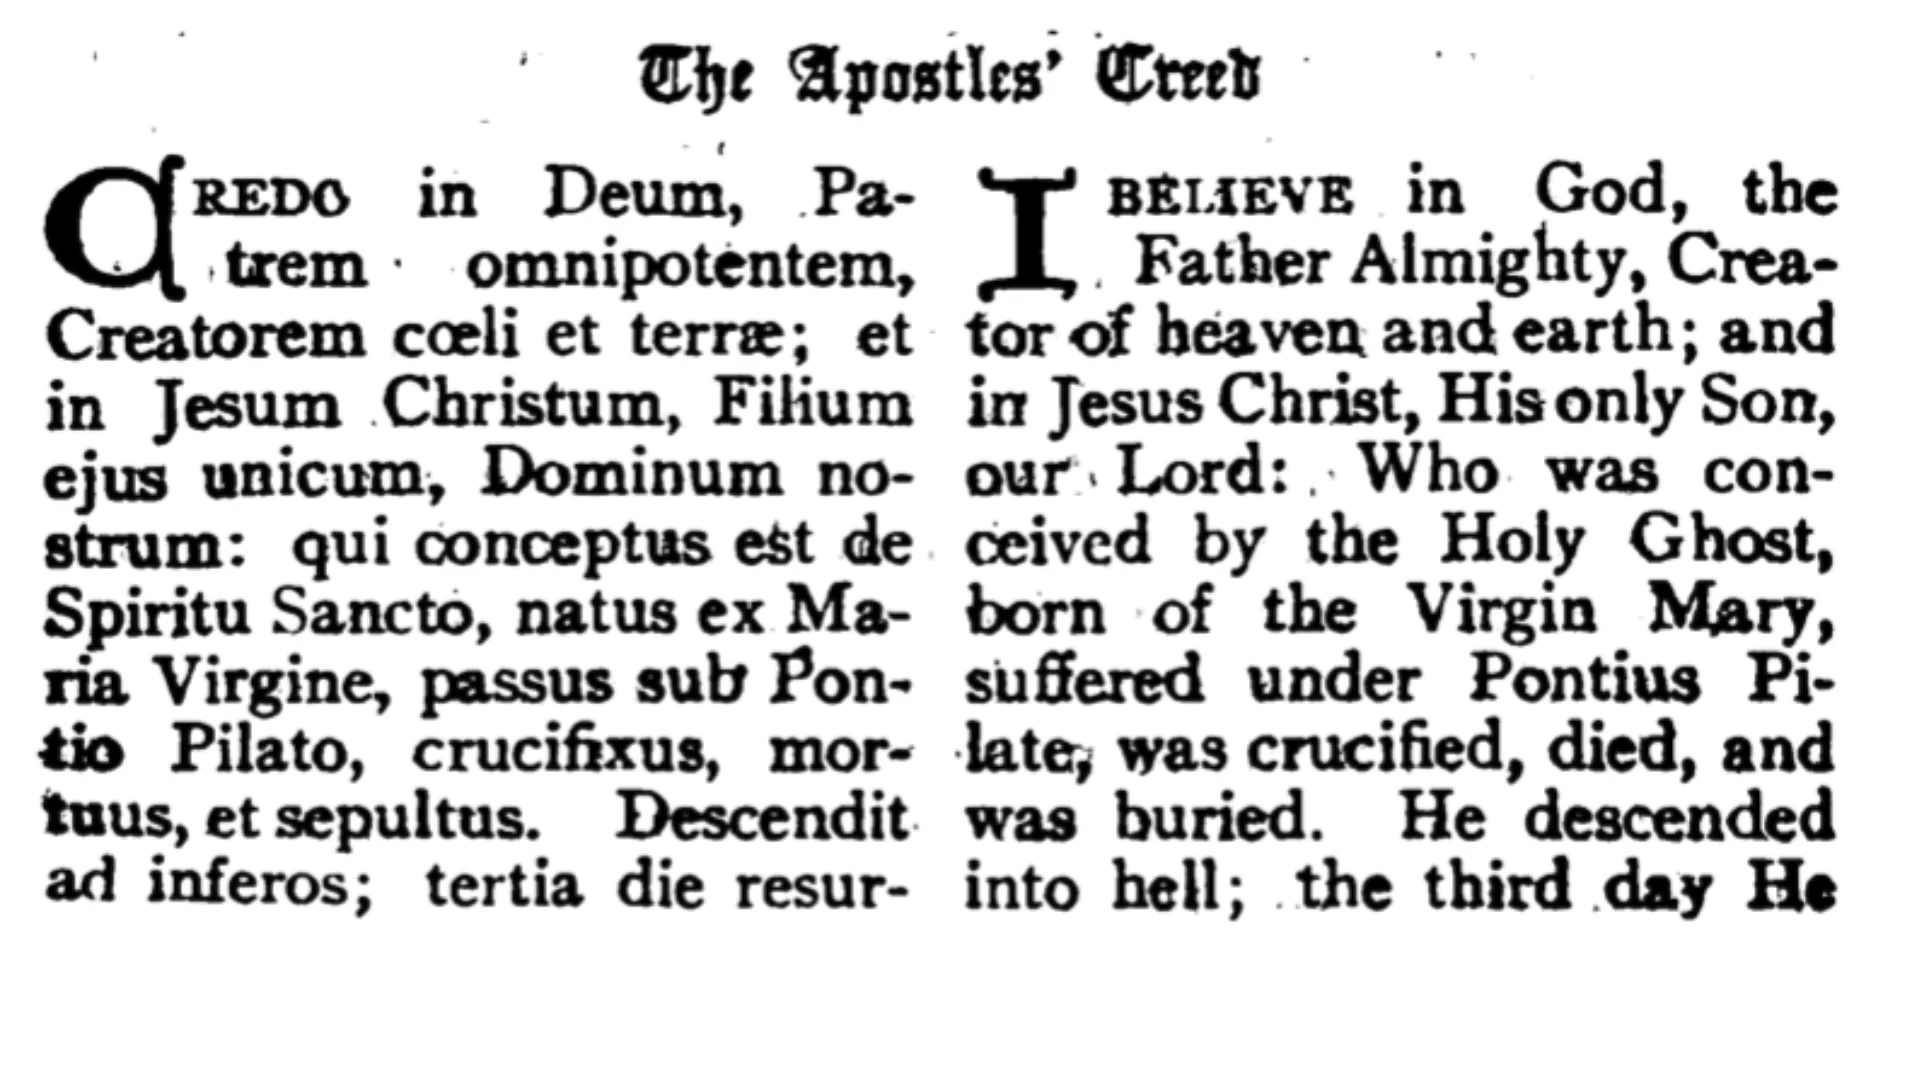 The Apostles' Creed
CREDO in Deum, Pa-
trem omnipotentem,
Creatorem cœli et terræ; et
in Jesum Christum, Filium
ejus unicum, Dominum no-
strum: qui conceptus est de
Spiritu Sancto, natus ex Ma-
ria Virgine, passus sub Pon-
tio Pilato, crucifixus, mor-
tuus, et sepultus. Descendit
ad inferos; tertia die resur-
I BELIEVE in God, the
Father Almighty, Crea-
tor of heaven and earth; and
in Jesus Christ, His only Son,
our Lord: Who was con-
ceived by the Holy Ghost,
born of the Virgin Mary,
suffered under Pontius Pi-
late, was crucified, died, and
was buried. He descended
into hell; the third day He